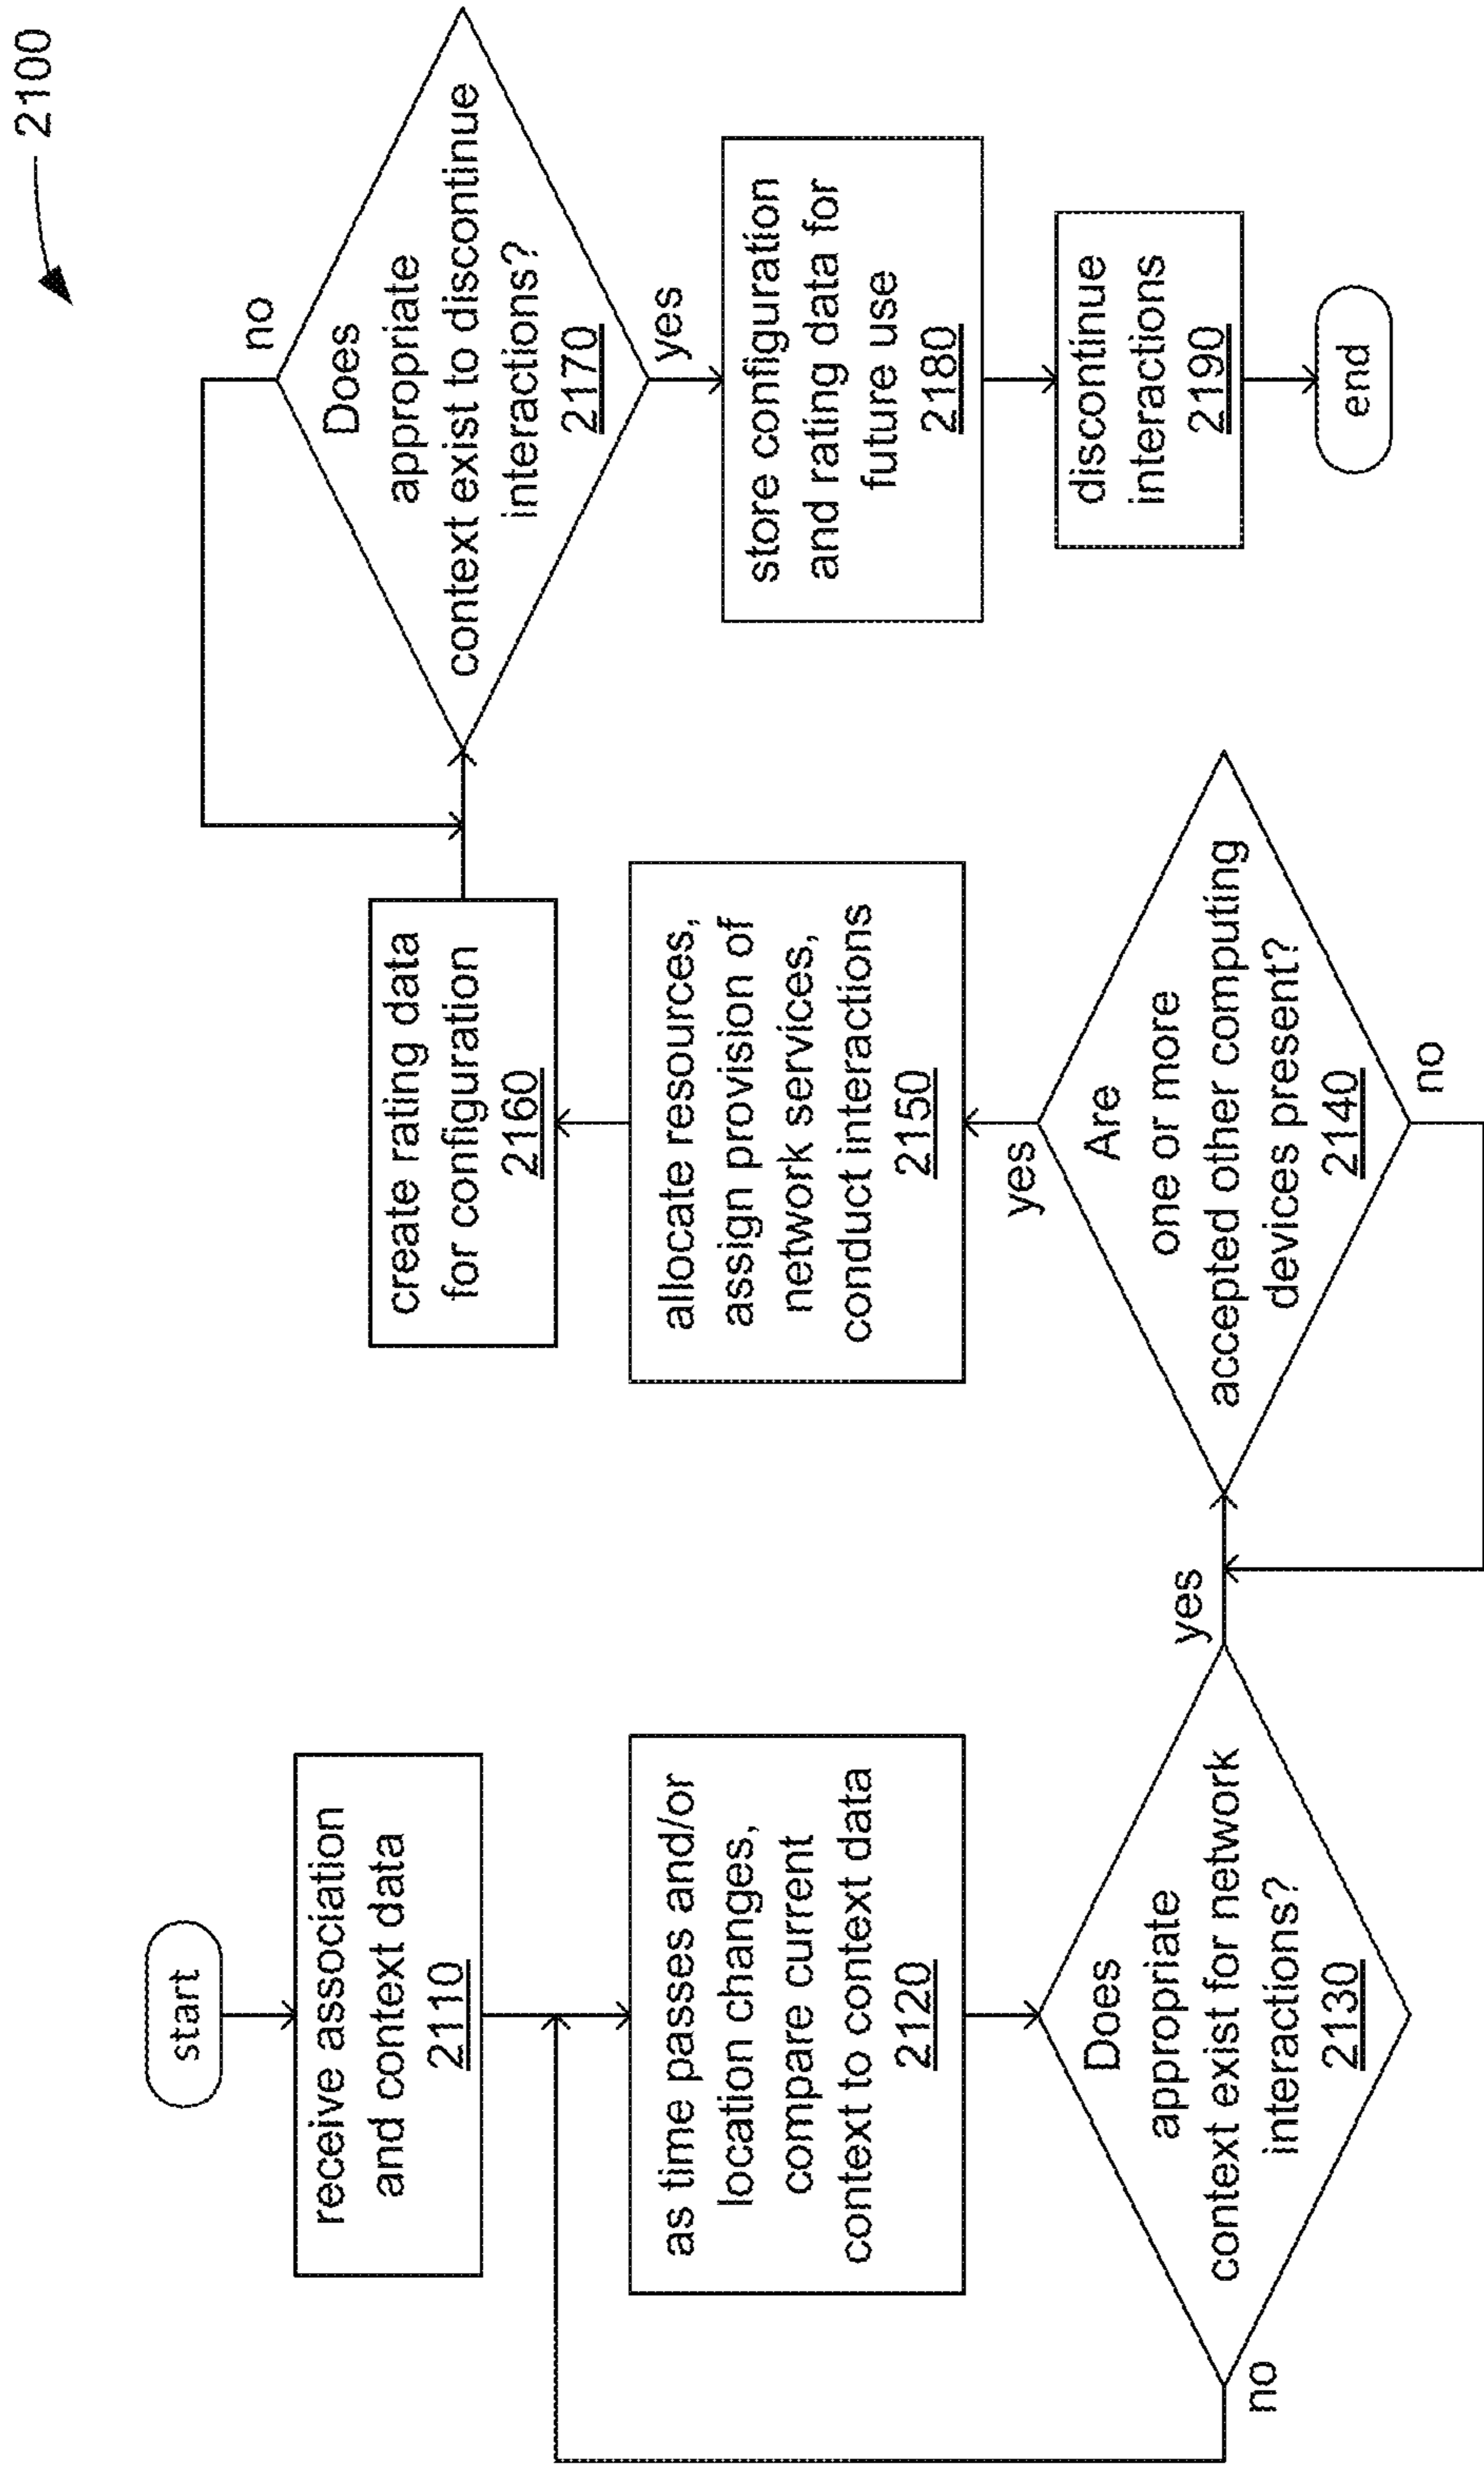 2100
start
receive association
and context data
2110
as time passes and/or
location changes,
compare current
context to context data
2120
Does
appropriate
context exist for network
interactions?
2130
no
yes
Are
one or more
accepted other computing
devices present?
2140
no
yes
allocate resources,
assign provision of
network services,
conduct interactions
2150
create rating data
for configuration
2160
Does
appropriate
context exist to discontinue
interactions?
2170
no
yes
store configuration
and rating data for
future use
2180
discontinue
interactions
2190
end